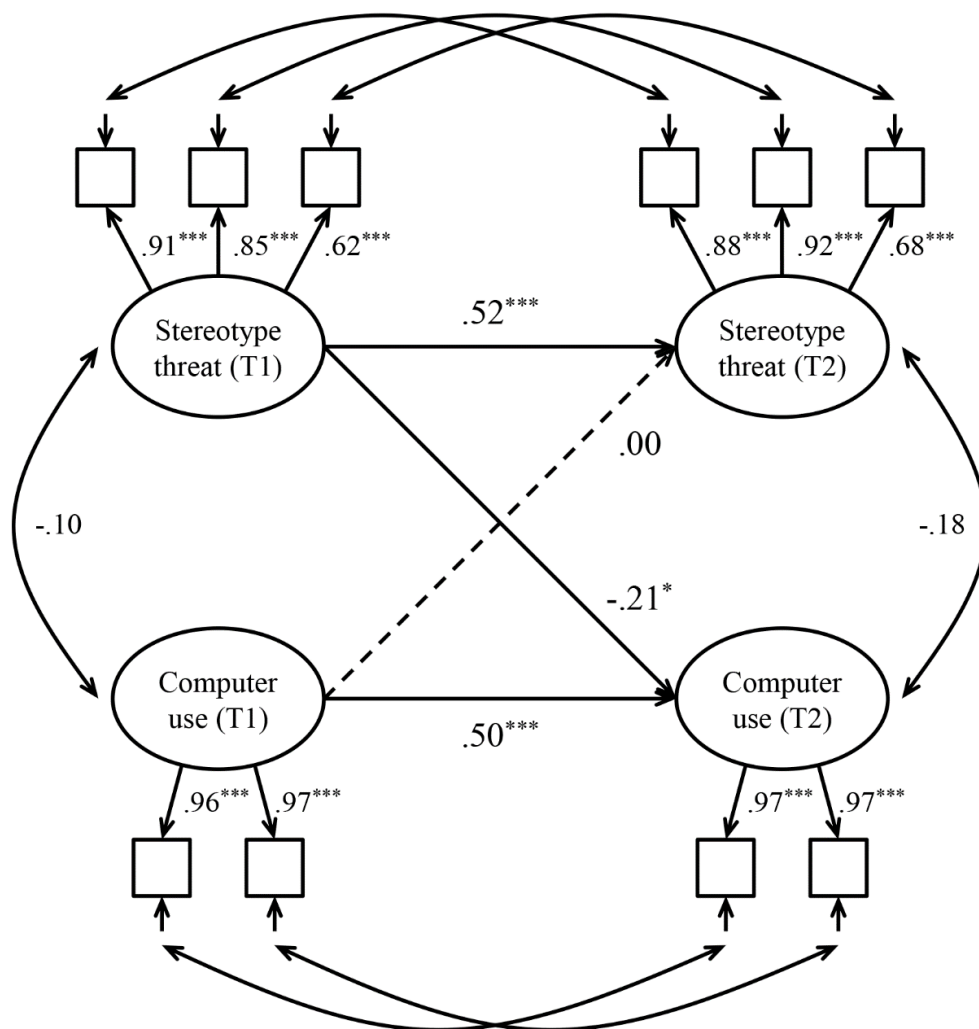 .91***
.85***
.62***
.88***
.92***
.68***
Stereotype
threat (T1)
.52***
Stereotype
threat (T2)
.00
-.10
-.18
-.21*
Computer
use (T1)
Computer
use (T2)
.50***
.96***
.97***
.97***
.97***